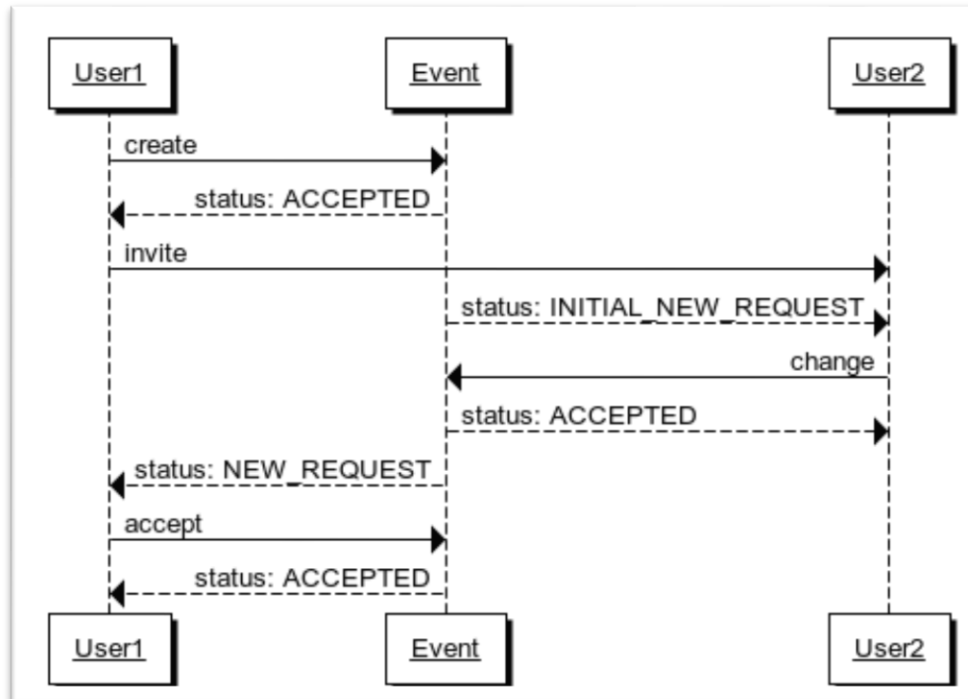 User1 Event User2
create
status: ACCEPTED
invite
status: INITIAL_NEW_REQUEST
change
status: ACCEPTED
status: NEW_REQUEST
accept
status: ACCEPTED
User1 Event User2